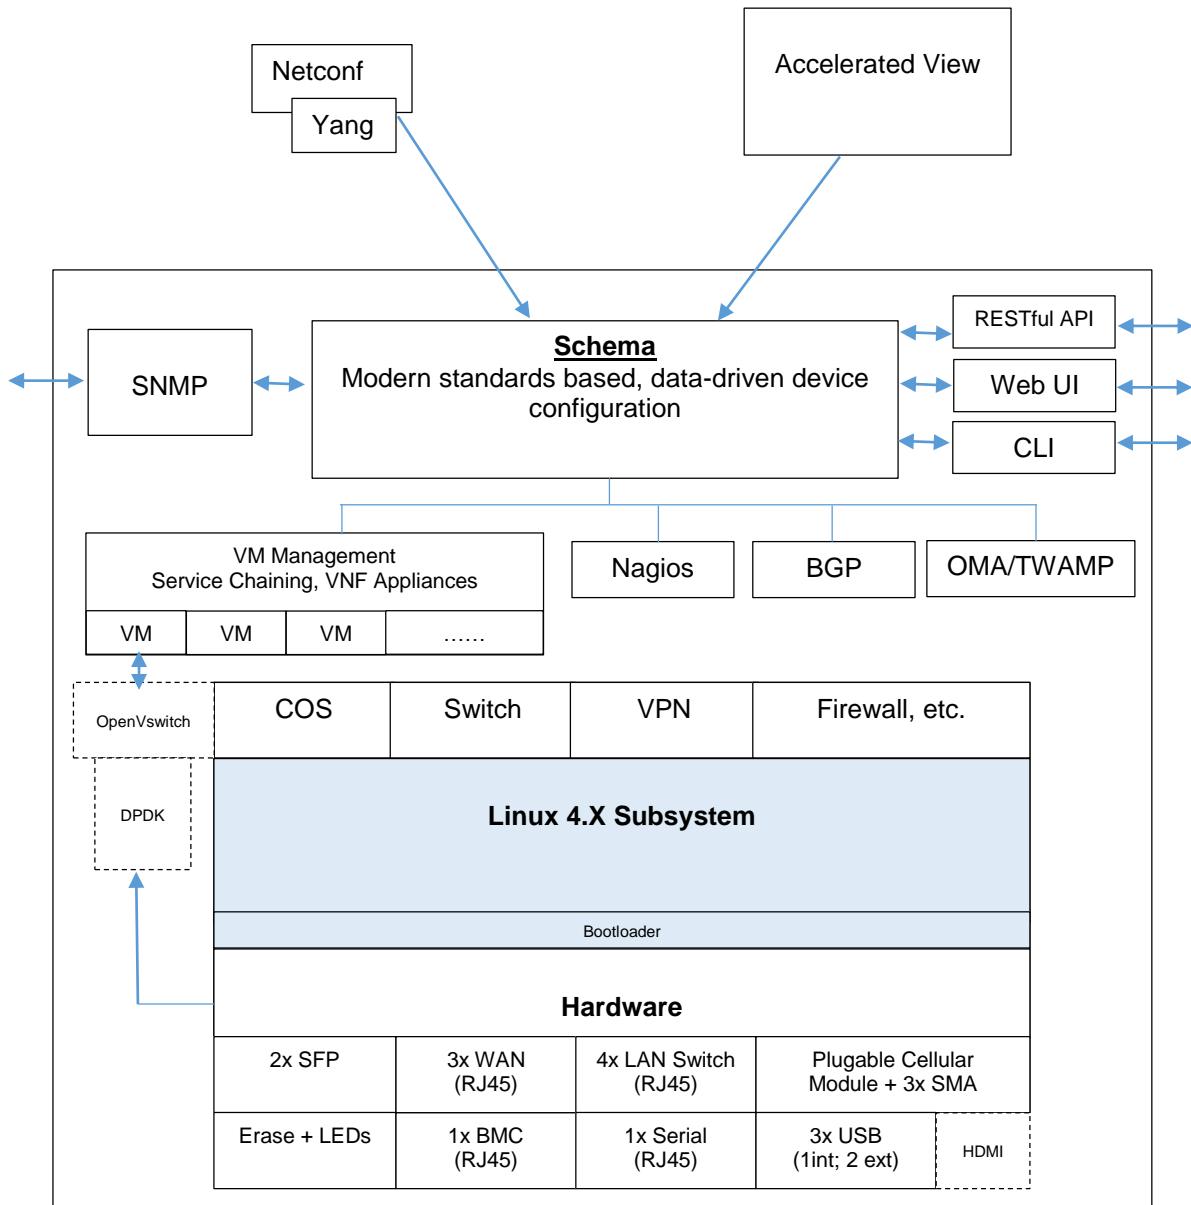 Netconf
Yang
Accelerated View
SNMP
Schema
Modern standards based, data-driven device
configuration
RESTful API
Web UI
CLI
VM Management
Service Chaining, VNF Appliances
VM
VM
VM
......
Nagios
BGP
OMA/TWAMP
OpenVswitch
COS
Switch
VPN
Firewall, etc.
DPDK
Linux 4.X Subsystem
Bootloader
Hardware
2x SFP
3x WAN
(RJ45)
4x LAN Switch
(RJ45)
Plugable Cellular
Module + 3x SMA
Erase + LEDs
1x BMC
(RJ45)
1x Serial
(RJ45)
3x USB
(1int; 2 ext)
HDMI